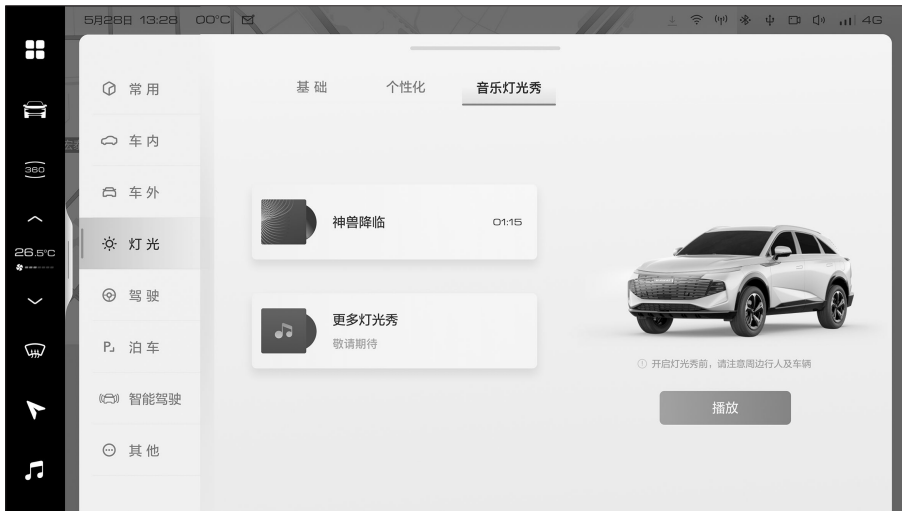 5月28日 13:28 00°C
4G
360
26.5°C
常用
车内
车外
灯光
驾驶
P 泊车
智能驾驶
其他
基础 个性化 音乐灯光秀
神兽降临 01:15
更多灯光秀
敬请期待
开启灯光秀前，请注意周边行人及车辆
播放